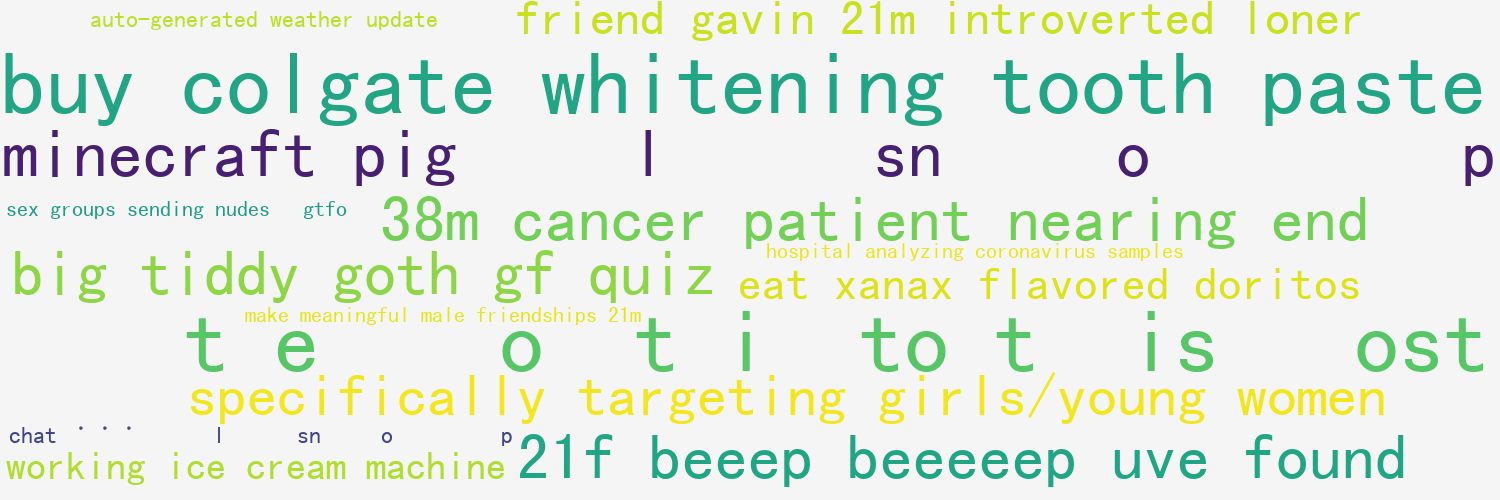 auto-generated weather update
friend gavin 21m introverted loner
buy colgate whitening tooth paste
minecraft pig l sn o p
sex groups sending nudes gtfo
38m cancer patient nearing end
hospital analyzing coronavirus samples
big tiddy goth gf quiz
eat xanax flavored doritos
make meaningful male friendships 21m
t e o t i to t is ost
specifically targeting girls/young women
chat · · · l sn o p
working ice cream machine
21f beeep beeeeep uve found